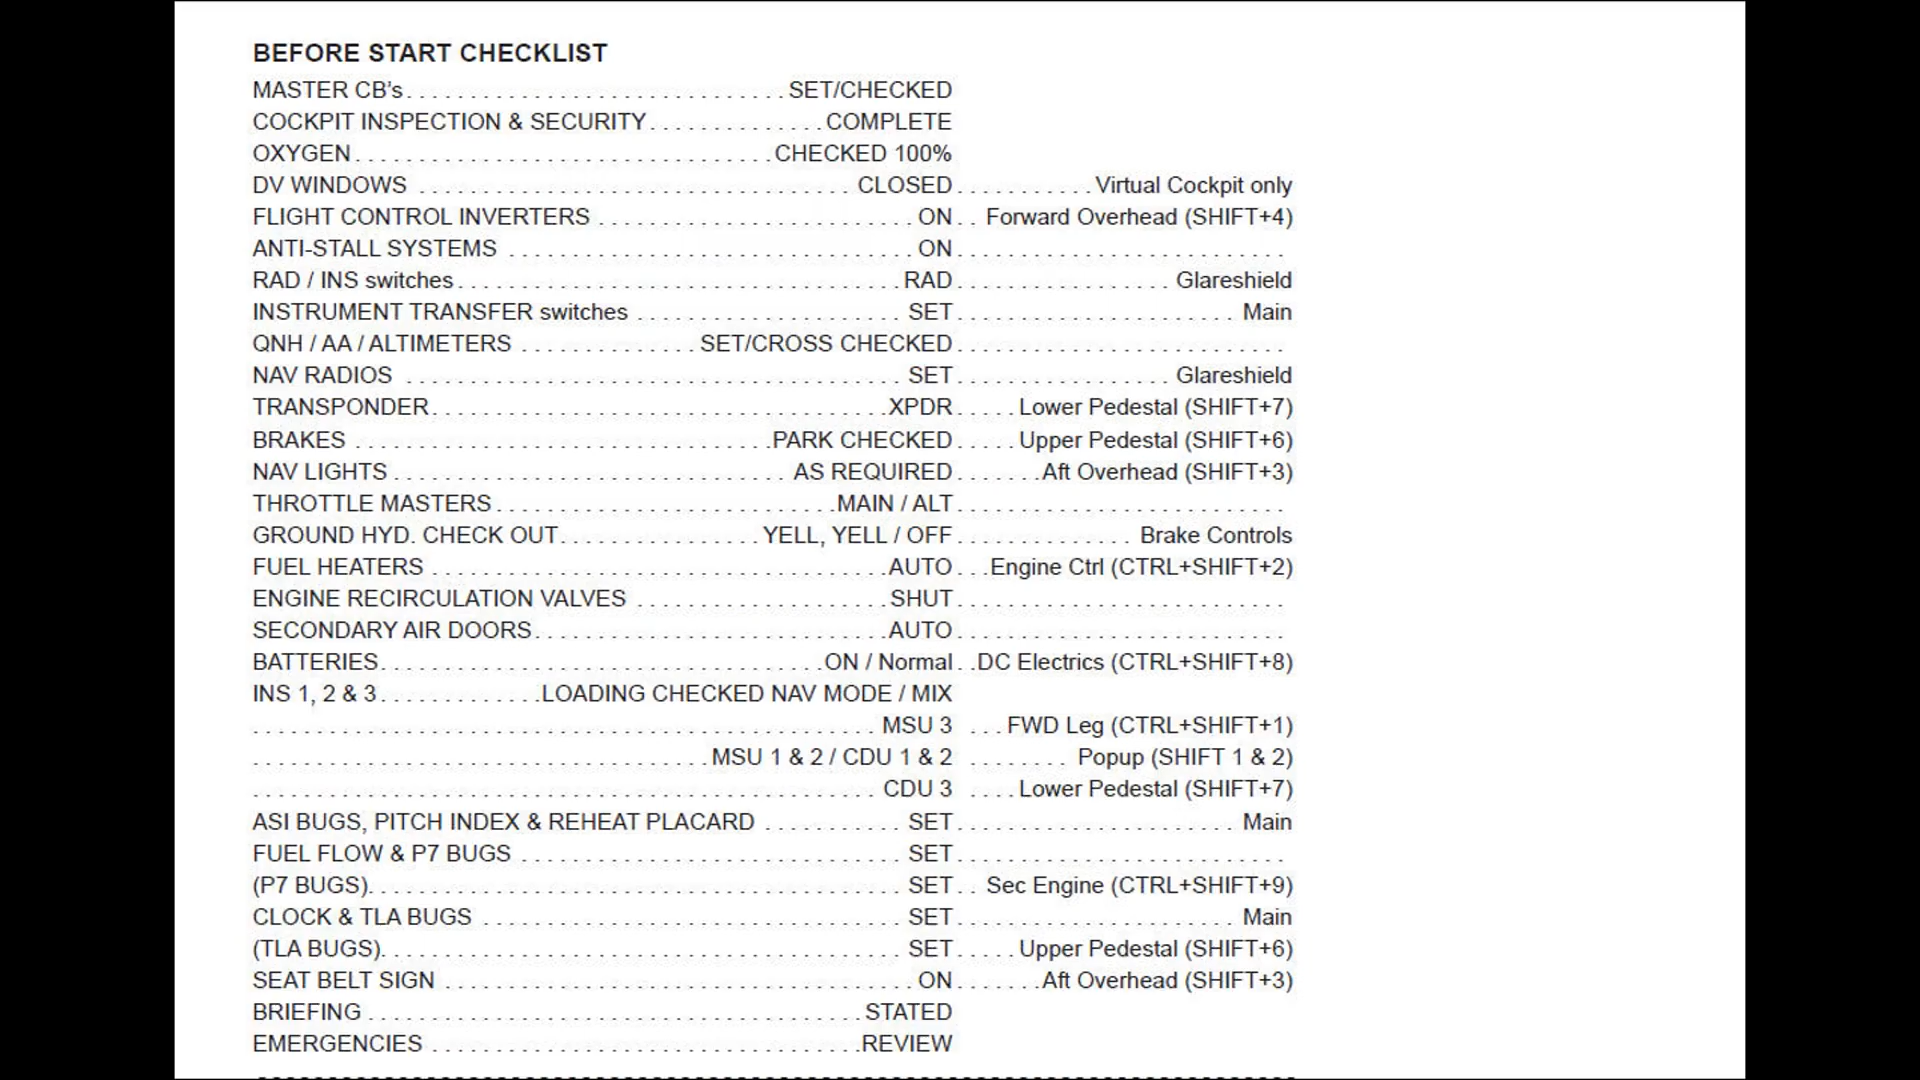 BEFORE START CHECKLIST
MASTER CB's . . . . . . . . . . . . . . . . . . . . . . . . . . . . . . SET/CHECKED
COCKPIT INSPECTION & SECURITY . . . . . . . . . . . . . . COMPLETE
OXYGEN . . . . . . . . . . . . . . . . . . . . . . . . . . . . . . . . . CHECKED 100%
DV WINDOWS . . . . . . . . . . . . . . . . . . . . . . . . . . . . . . . . . . CLOSED . . . . . . . . . . . Virtual Cockpit only
FLIGHT CONTROL INVERTERS . . . . . . . . . . . . . . . . . . . . . . . . . ON . . Forward Overhead (SHIFT+4)
ANTI-STALL SYSTEMS . . . . . . . . . . . . . . . . . . . . . . . . . . . . . . . . ON . . . . . . . . . . . . . . . . . . . . . . . . . .
RAD / INS switches . . . . . . . . . . . . . . . . . . . . . . . . . . . . . . . . . . . RAD . . . . . . . . . . . . . . . . . Glareshield
INSTRUMENT TRANSFER switches . . . . . . . . . . . . . . . . . . . . . SET . . . . . . . . . . . . . . . . . . . . . . Main
QNH / AA / ALTIMETERS . . . . . . . . . . . . . . SET/CROSS CHECKED . . . . . . . . . . . . . . . . . . . . . . . . . .
NAV RADIOS . . . . . . . . . . . . . . . . . . . . . . . . . . . . . . . . . . . . . . . SET . . . . . . . . . . . . . . . . . Glareshield
TRANSPONDER . . . . . . . . . . . . . . . . . . . . . . . . . . . . . . . . . . . . XPDR . . . . . Lower Pedestal (SHIFT+7)
BRAKES . . . . . . . . . . . . . . . . . . . . . . . . . . . . . . . . . PARK CHECKED . . . . . Upper Pedestal (SHIFT+6)
NAV LIGHTS . . . . . . . . . . . . . . . . . . . . . . . . . . . . . . . AS REQUIRED . . . . . . . Aft Overhead (SHIFT+3)
THROTTLE MASTERS . . . . . . . . . . . . . . . . . . . . . . . . . . . MAIN / ALT . . . . . . . . . . . . . . . . . . . . . . . . . .
GROUND HYD. CHECK OUT . . . . . . . . . . . . . . . . YELL, YELL / OFF . . . . . . . . . . . . . . Brake Controls
FUEL HEATERS . . . . . . . . . . . . . . . . . . . . . . . . . . . . . . . . . . . . AUTO . . . Engine Ctrl (CTRL+SHIFT+2)
ENGINE RECIRCULATION VALVES . . . . . . . . . . . . . . . . . . . . SHUT . . . . . . . . . . . . . . . . . . . . . . . . . .
SECONDARY AIR DOORS . . . . . . . . . . . . . . . . . . . . . . . . . . . . AUTO . . . . . . . . . . . . . . . . . . . . . . . . . .
BATTERIES . . . . . . . . . . . . . . . . . . . . . . . . . . . . . . . . . . . ON / Normal . . DC Electrics (CTRL+SHIFT+8)
INS 1, 2 & 3 . . . . . . . . . . . . . LOADING CHECKED NAV MODE / MIX
. . . . . . . . . . . . . . . . . . . . . . . . . . . . . . . . . . . . . . . . . . . . . . . . . MSU 3 . . . FWD Leg (CTRL+SHIFT+1)
. . . . . . . . . . . . . . . . . . . . . . . . . . . . . . . . . . . . MSU 1 & 2 / CDU 1 & 2 . . . . . . . . Popup (SHIFT 1 & 2)
. . . . . . . . . . . . . . . . . . . . . . . . . . . . . . . . . . . . . . . . . . . . . . . . . CDU 3 . . . . Lower Pedestal (SHIFT+7)
ASI BUGS, PITCH INDEX & REHEAT PLACARD . . . . . . . . . . . SET . . . . . . . . . . . . . . . . . . . . . . Main
FUEL FLOW & P7 BUGS . . . . . . . . . . . . . . . . . . . . . . . . . . . . . . SET . . . . . . . . . . . . . . . . . . . . . . . . . .
(P7 BUGS). . . . . . . . . . . . . . . . . . . . . . . . . . . . . . . . . . . . . . . . . . SET . . Sec Engine (CTRL+SHIFT+9)
CLOCK & TLA BUGS . . . . . . . . . . . . . . . . . . . . . . . . . . . . . . . . . SET . . . . . . . . . . . . . . . . . . . . . . Main
(TLA BUGS). . . . . . . . . . . . . . . . . . . . . . . . . . . . . . . . . . . . . . . . . SET . . . . . Upper Pedestal (SHIFT+6)
SEAT BELT SIGN . . . . . . . . . . . . . . . . . . . . . . . . . . . . . . . . . . . . . ON . . . . . . . Aft Overhead (SHIFT+3)
BRIEFING . . . . . . . . . . . . . . . . . . . . . . . . . . . . . . . . . . . . . . . STATED
EMERGENCIES . . . . . . . . . . . . . . . . . . . . . . . . . . . . . . . . . . REVIEW